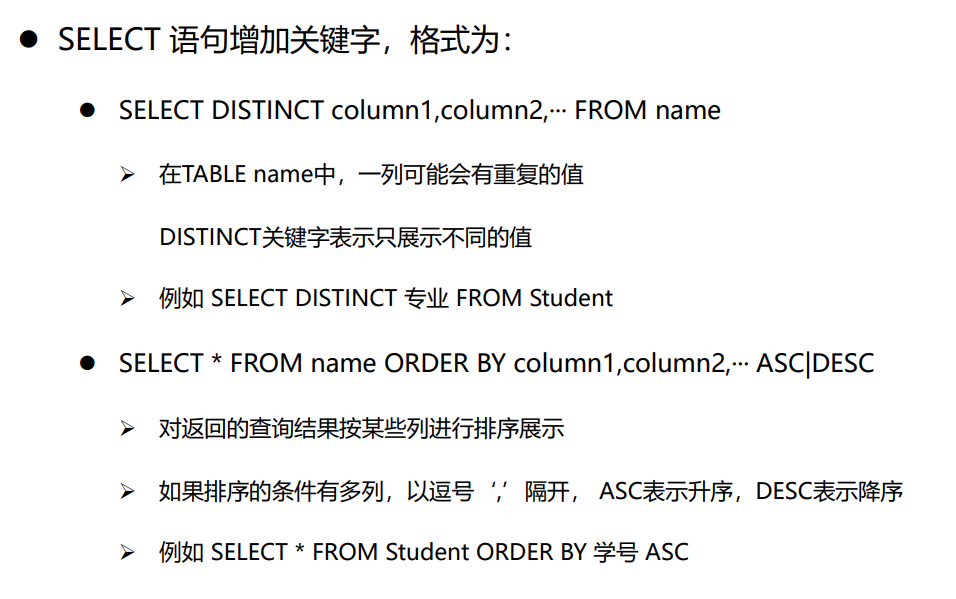 ● SELECT 语句增加关键字，格式为：
● SELECT DISTINCT column1,column2,··· FROM name
➢ 在TABLE name中，一列可能会有重复的值
DISTINCT关键字表示只展示不同的值
➢ 例如 SELECT DISTINCT 专业 FROM Student
● SELECT * FROM name ORDER BY column1,column2,··· ASC|DESC
➢ 对返回的查询结果按某些列进行排序展示
➢ 如果排序的条件有多列，以逗号‘,’隔开， ASC表示升序，DESC表示降序
➢ 例如 SELECT * FROM Student ORDER BY 学号 ASC